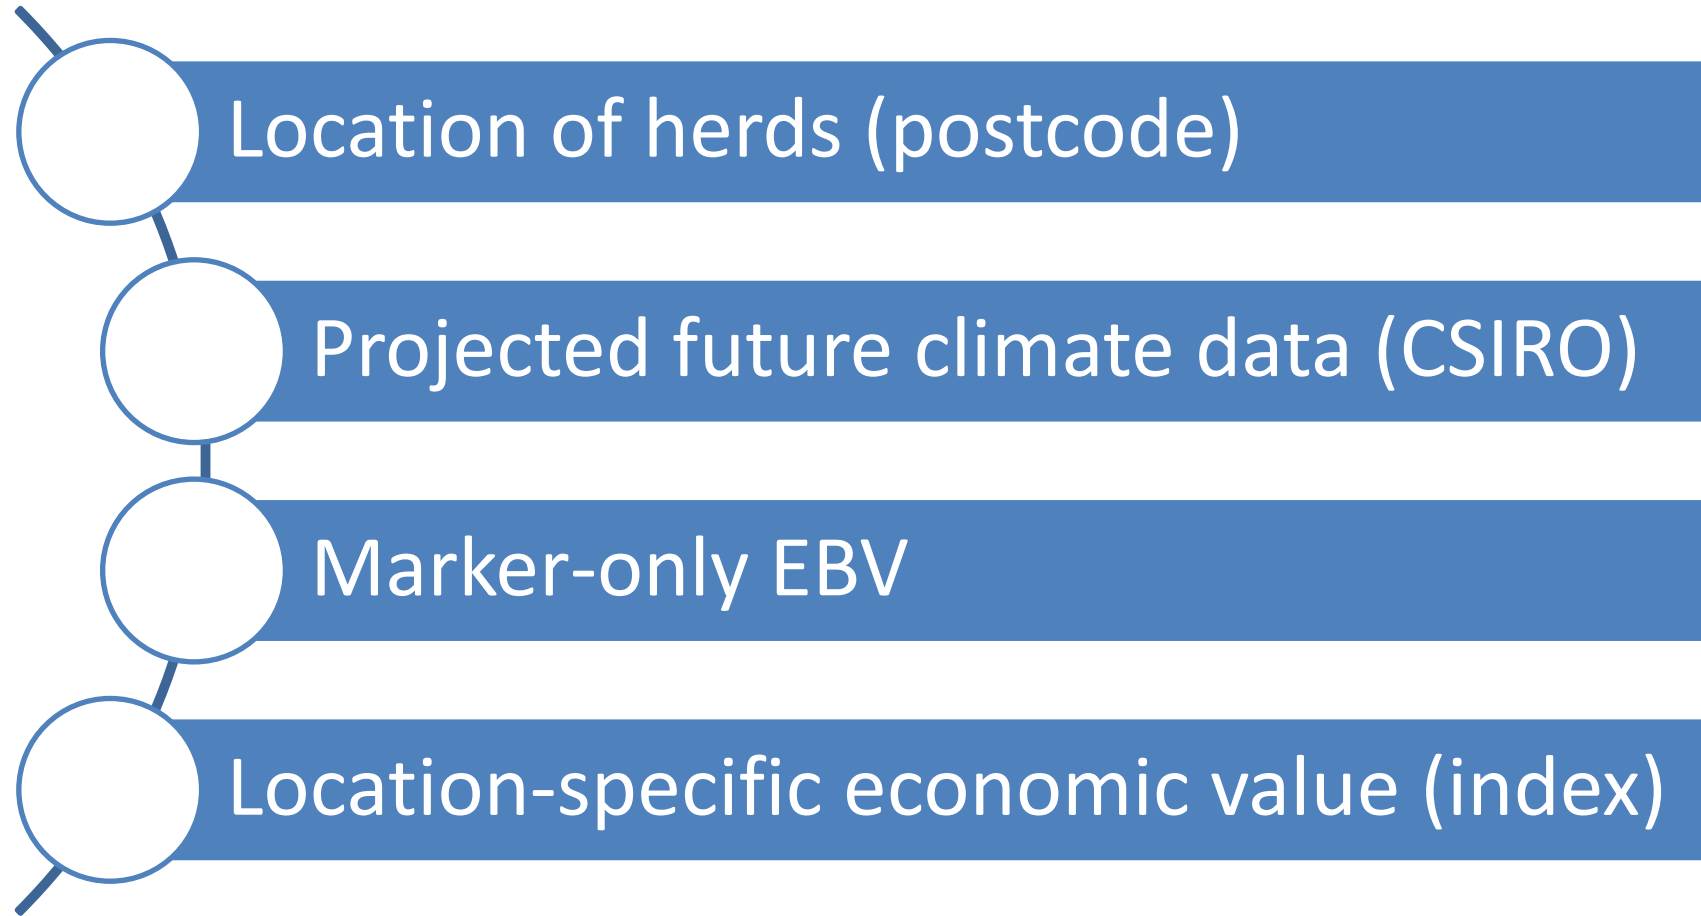 Location of herds (postcode)
Projected future climate data (CSIRO)
Marker-only EBV
Location-specific economic value (index)